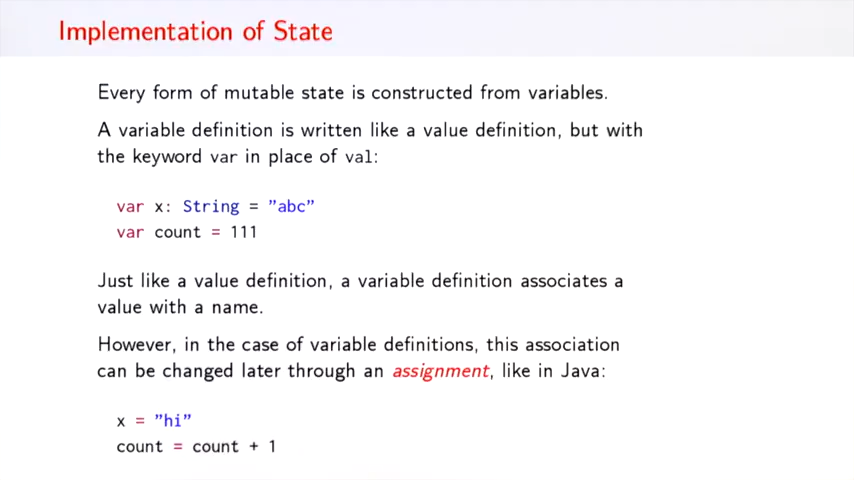 Implementation of State
Every form of mutable state is constructed from variables.
A variable definition is written like a value definition, but with
the keyword var in place of val:
var x: String = ”abc”
var count = 111
Just like a value definition, a variable definition associates a
value with a name.
However, in the case of variable definitions, this association
can be changed later through an assignment, like in Java:
x = ”hi”
count = count + 1